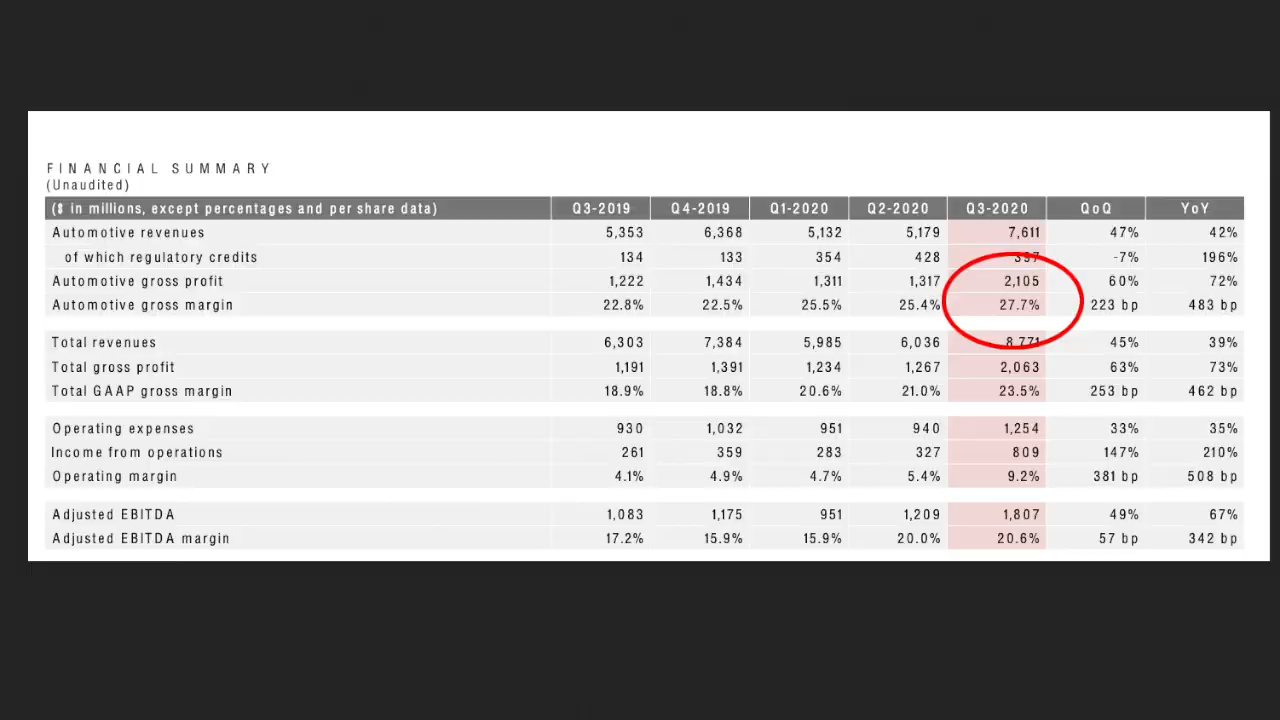 FINANCIAL SUMMARY
(Unaudited)
($ in millions, except percentages and per share data) Q3-2019 Q4-2019 Q1-2020 Q2-2020 Q3-2020 QoQ YoY
Automotive revenues 5,353 6,368 5,132 5,179 7,611 47% 42%
of which regulatory credits 134 133 354 428 397 -7% 196%
Automotive gross profit 1,222 1,434 1,311 1,317 2,105 60% 72%
Automotive gross margin 22.8% 22.5% 25.5% 25.4% 27.7% 223 bp 483 bp
Total revenues 6,303 7,384 5,985 6,036 8,771 45% 39%
Total gross profit 1,191 1,391 1,234 1,267 2,063 63% 73%
Total GAAP gross margin 18.9% 18.8% 20.6% 21.0% 23.5% 253 bp 462 bp
Operating expenses 930 1,032 951 940 1,254 33% 35%
Income from operations 261 359 283 327 809 147% 210%
Operating margin 4.1% 4.9% 4.7% 5.4% 9.2% 381 bp 508 bp
Adjusted EBITDA 1,083 1,175 951 1,209 1,807 49% 67%
Adjusted EBITDA margin 17.2% 15.9% 15.9% 20.0% 20.6% 57 bp 342 bp